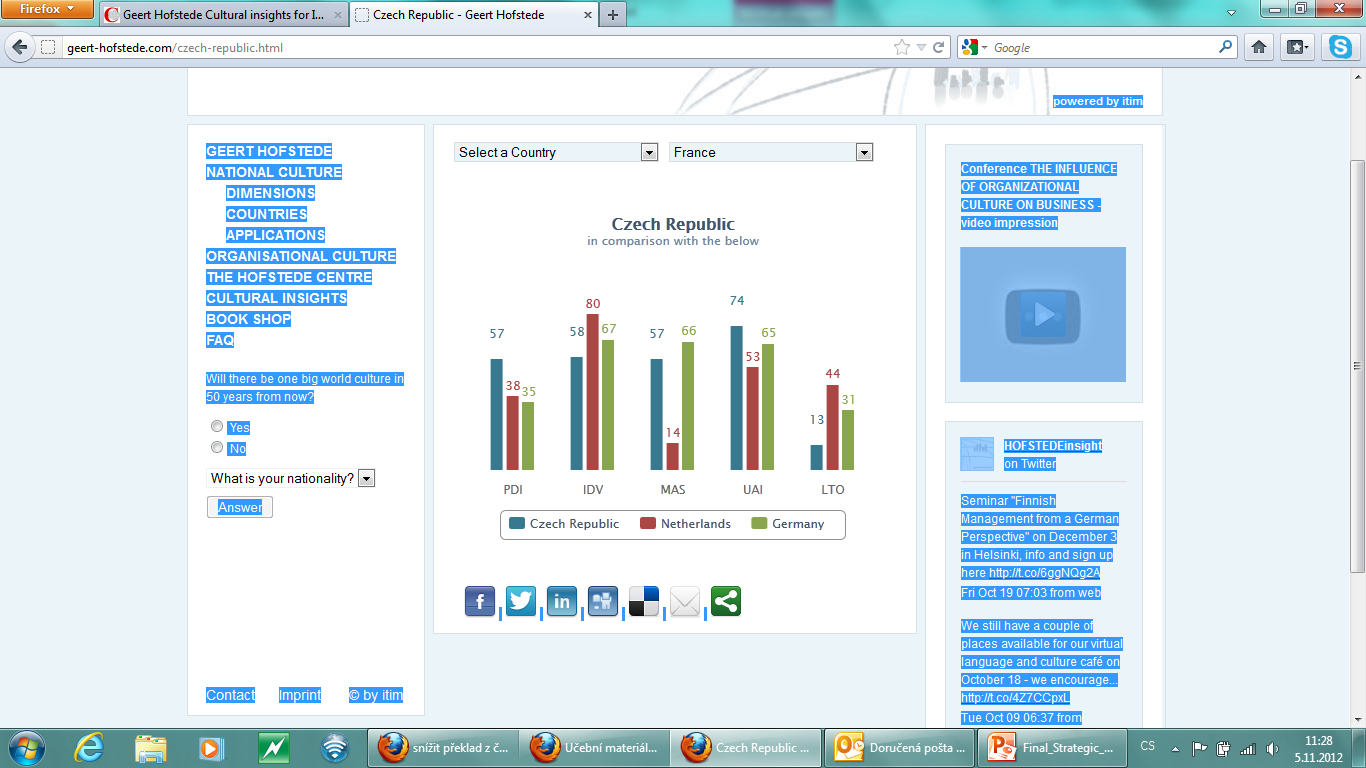 Firefox
Geert Hofstede Cultural insights for I...
Czech Republic - Geert Hofstede
geert-hofstede.com/czech-republic.html
Google
powered by itim
GEERT HOFSTEDE
NATIONAL CULTURE
DIMENSIONS
COUNTRIES
APPLICATIONS
ORGANISATIONAL CULTURE
THE HOFSTEDE CENTRE
CULTURAL INSIGHTS
BOOK SHOP
FAQ
Will there be one big world culture in
50 years from now?
Yes
No
What is your nationality?
Answer
Contact Imprint © by itim
Select a Country France
Czech Republic
in comparison with the below
57 38 35
58 80 67
57 14 66
74 53 65
13 44 31
PDI IDV MAS UAI LTO
Czech Republic Netherlands Germany
Conference THE INFLUENCE
OF ORGANIZATIONAL
CULTURE ON BUSINESS -
video impression
HOFSTEDEinsight
on Twitter
Seminar "Finnish
Management from a German
Perspective" on December 3
in Helsinki, info and sign up
here http://t.co/6ggNQg2A
Fri Oct 19 07:03 from web
We still have a couple of
places available for our virtual
language and culture café on
October 18 - we encourage...
http://t.co/4Z7CCpxL
Tue Oct 09 06:37 from
snížit překlad z č...
Učební materiál...
Czech Republic ...
Doručená pošta ...
Final_Strategic_...
CS
11:28
5.11.2012